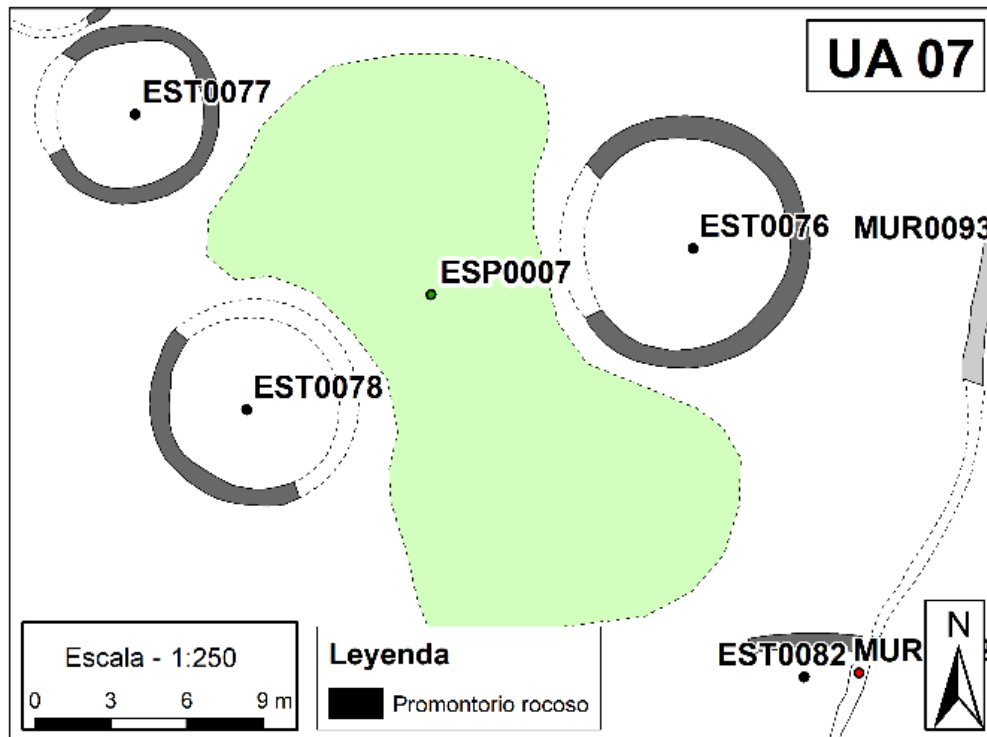 UA 07
EST0077
EST0076
MUR0093
ESP0007
EST0078
EST0082
MUR
Escala - 1:250
0 3 6 9 m
Leyenda
Promontorio rocoso
N